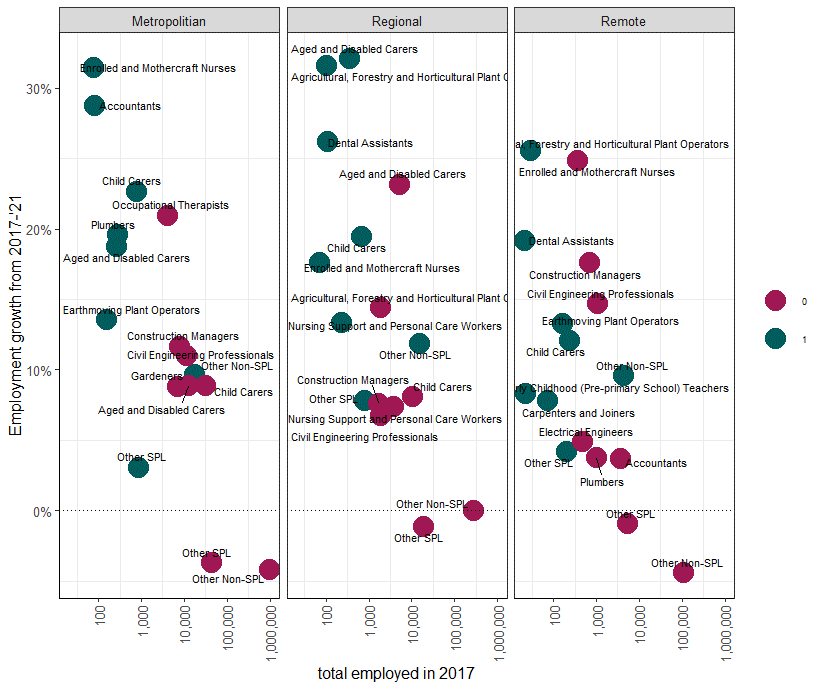 Metropolitian
Regional
Remote
Employment growth from 2017-'21
30%
20%
10%
0%
Enrolled and Mothercraft Nurses
Accountants
Child Carers
Occupational Therapists
Plumbers
Aged and Disabled Carers
Earthmoving Plant Operators
Construction Managers
Civil Engineering Professionals
Other Non-SPL
Gardeners
Child Carers
Aged and Disabled Carers
Other SPL
Other SPL
Other Non-SPL
Aged and Disabled Carers
Agricultural, Forestry and Horticultural Plant O
Dental Assistants
Aged and Disabled Carers
Child Carers
Enrolled and Mothercraft Nurses
Agricultural, Forestry and Horticultural Plant O
Nursing Support and Personal Care Workers
Other Non-SPL
Construction Managers
Child Carers
Other SPL
Nursing Support and Personal Care Workers
Civil Engineering Professionals
Other Non-SPL
Other SPL
al, Forestry and Horticultural Plant Operators
Enrolled and Mothercraft Nurses
Dental Assistants
Construction Managers
Civil Engineering Professionals
Earthmoving Plant Operators
Child Carers
Other Non-SPL
rly Childhood (Pre-primary School) Teachers
Carpenters and Joiners
Electrical Engineers
Other SPL
Accountants
Plumbers
Other SPL
Other Non-SPL
0
1
100
1,000
10,000
100,000
1,000,000
100
1,000
10,000
100,000
1,000,000
100
1,000
10,000
100,000
1,000,000
total employed in 2017